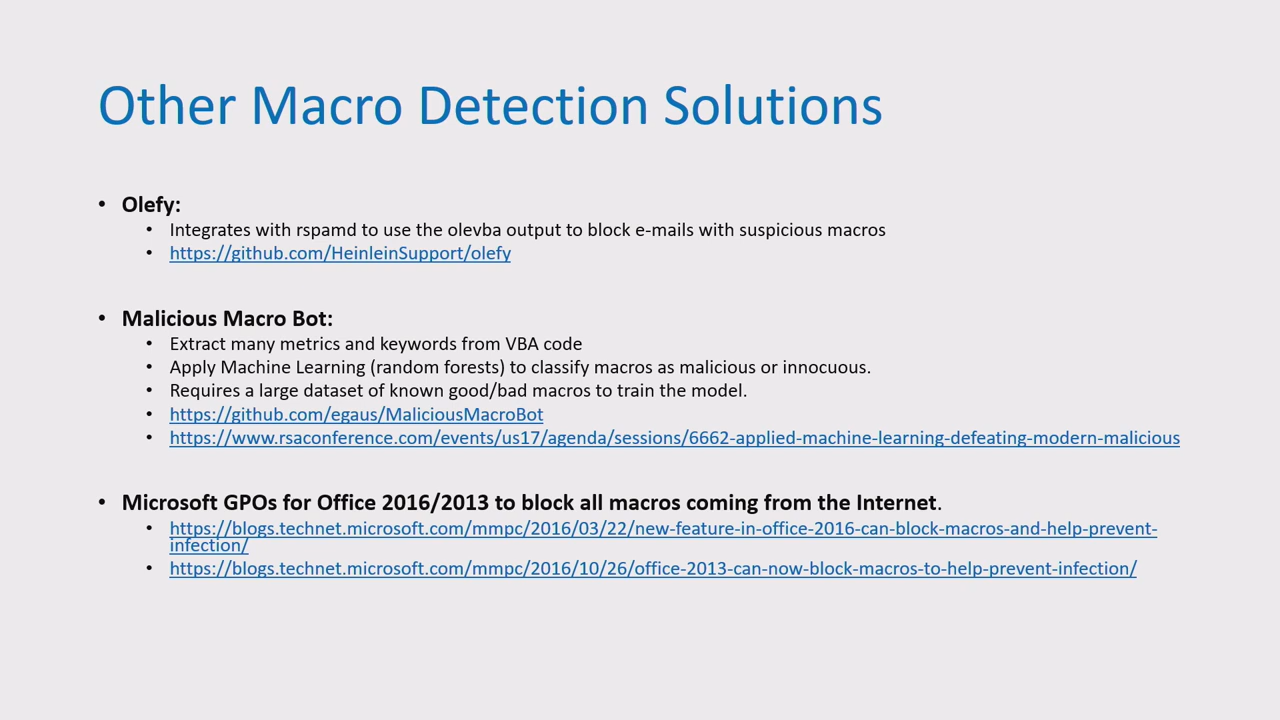 Other Macro Detection Solutions
• Olefy:
• Integrates with rspamd to use the olevba output to block e-mails with suspicious macros
• https://github.com/HeinleinSupport/olefy
• Malicious Macro Bot:
• Extract many metrics and keywords from VBA code
• Apply Machine Learning (random forests) to classify macros as malicious or innocuous.
• Requires a large dataset of known good/bad macros to train the model.
• https://github.com/egaus/MaliciousMacroBot
• https://www.rsaconference.com/events/us17/agenda/sessions/6662-applied-machine-learning-defeating-modern-malicious
• Microsoft GPOs for Office 2016/2013 to block all macros coming from the Internet.
• https://blogs.technet.microsoft.com/mmpc/2016/03/22/new-feature-in-office-2016-can-block-macros-and-help-prevent-
infection/
• https://blogs.technet.microsoft.com/mmpc/2016/10/26/office-2013-can-now-block-macros-to-help-prevent-infection/